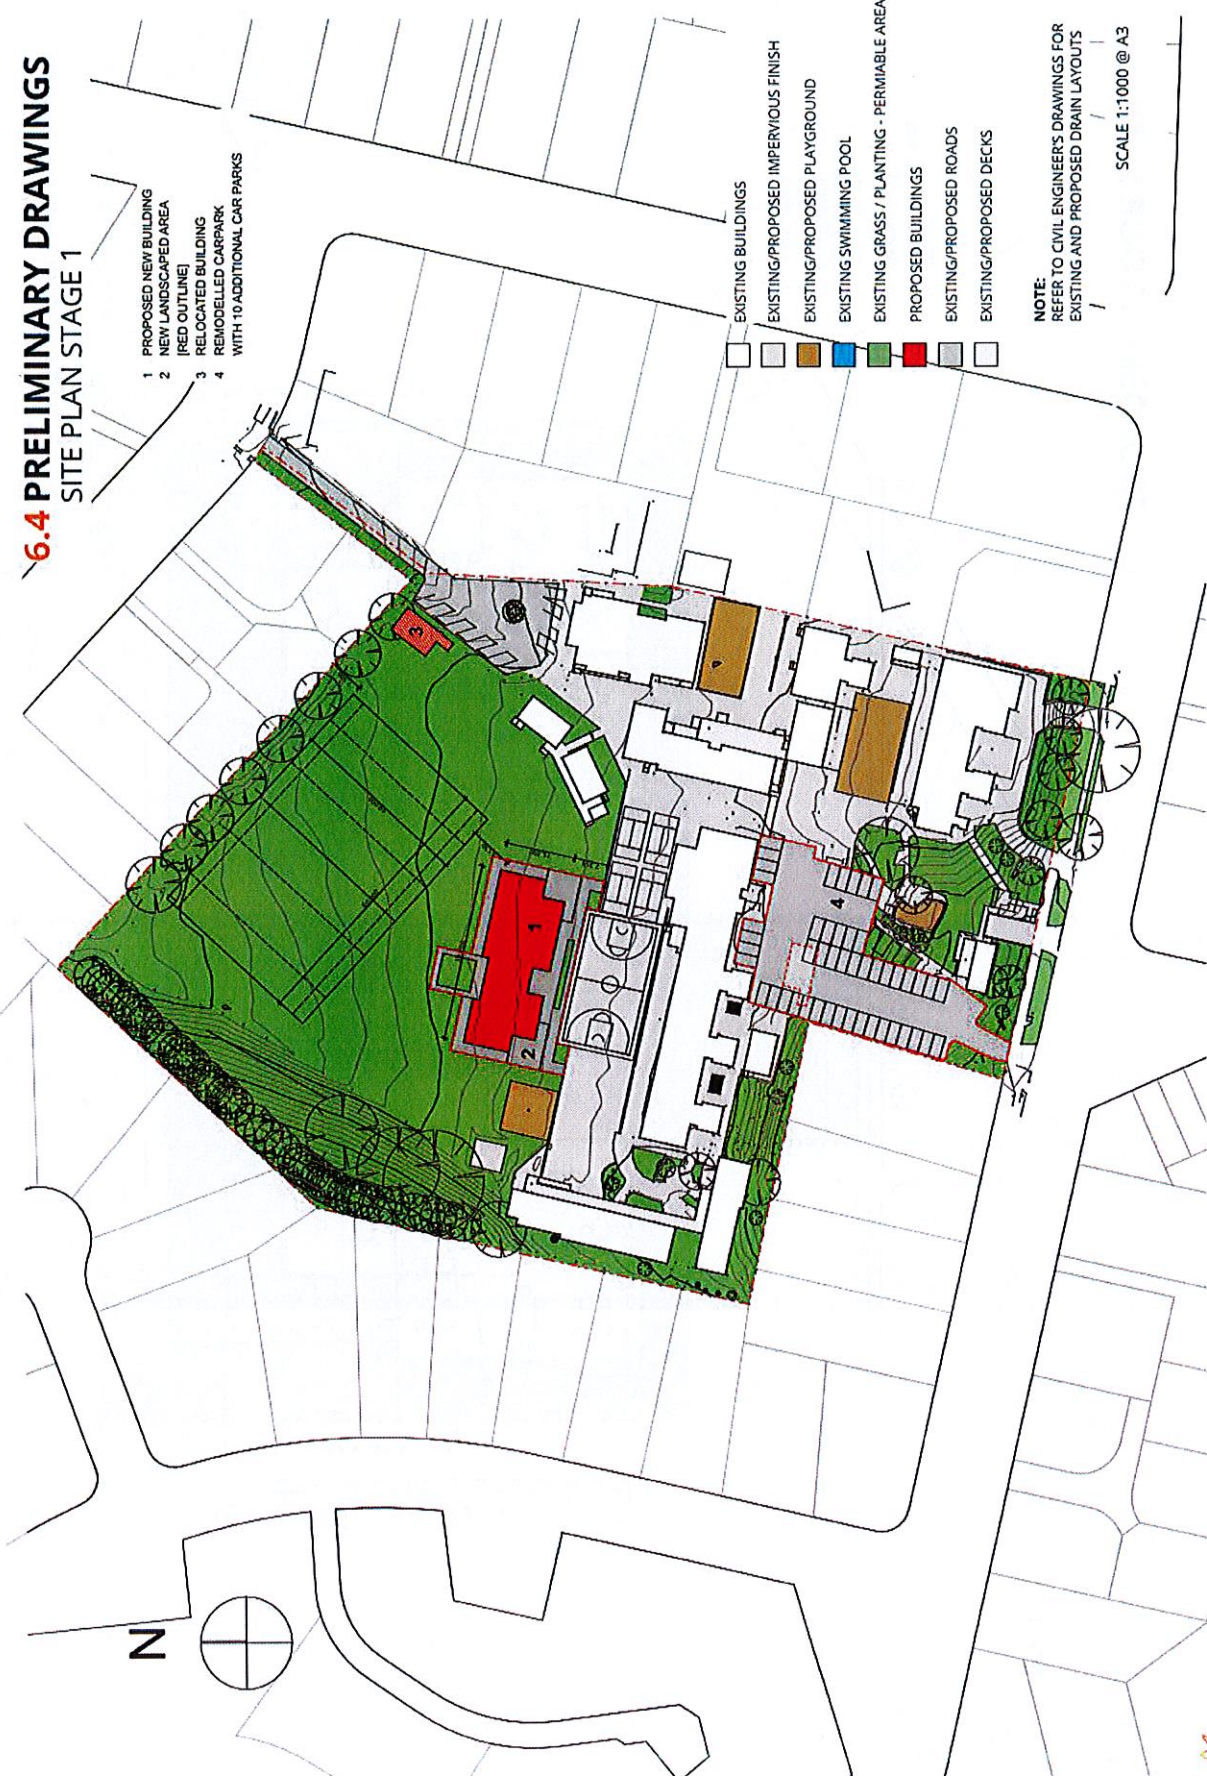 6.4 PRELIMINARY DRAWINGS
SITE PLAN STAGE 1
1 PROPOSED NEW BUILDING
2 NEW LANDSCAPED AREA
[RED OUTLINE]
3 RELOCATED BUILDING
4 REMODELLED CARPARK
WITH 10 ADDITIONAL CAR PARKS
N
1
2
3
4
EXISTING BUILDINGS
EXISTING/PROPOSED IMPERVIOUS FINISH
EXISTING/PROPOSED PLAYGROUND
EXISTING SWIMMING POOL
EXISTING GRASS / PLANTING - PERMIABLE AREA
PROPOSED BUILDINGS
EXISTING/PROPOSED ROADS
EXISTING/PROPOSED DECKS
NOTE:
REFER TO CIVIL ENGINEER'S DRAWINGS FOR
EXISTING AND PROPOSED DRAIN LAYOUTS
SCALE 1:1000 @ A3